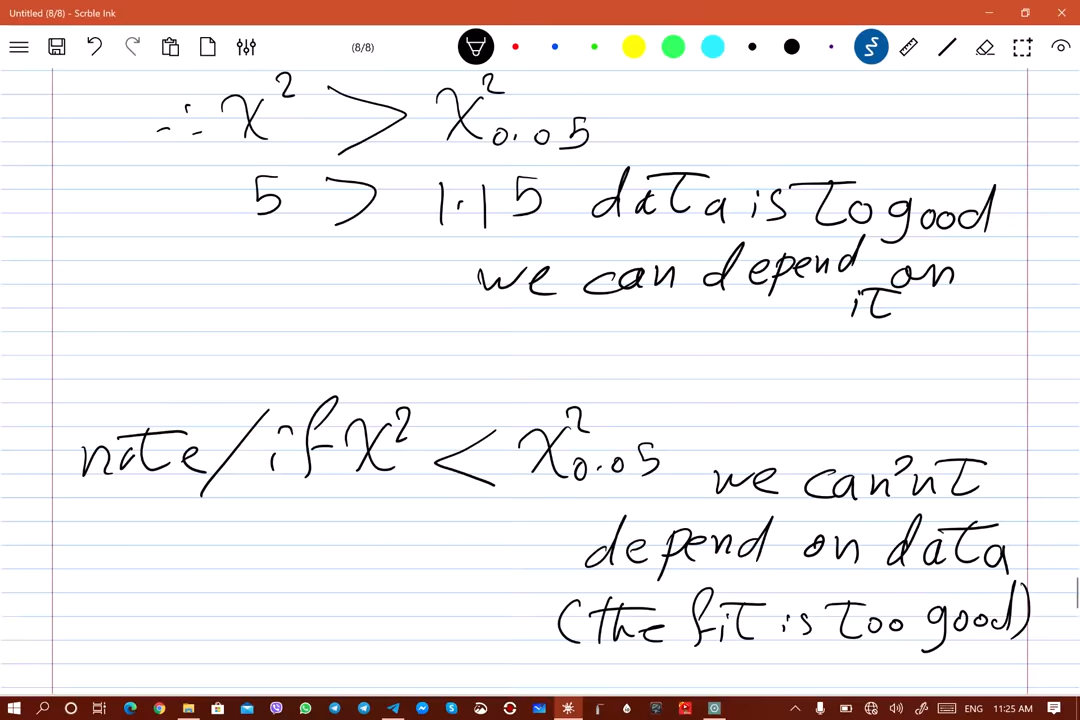 Untitled (8/8) - Scrble Ink
(8/8)
∴ χ² > χ²0.05
5 > 1.15 data is to good
we can depend on
it
note/if χ² < χ²0.05 we can'nt
depend on data
(the fit is too good)
ENG 11:25 AM